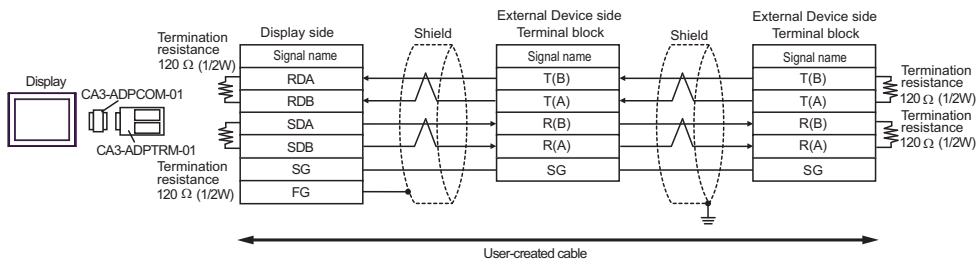 Termination
resistance
120 Ω (1/2W)
Display
CA3-ADPCOM-01
CA3-ADPTRM-01
Termination
resistance
120 Ω (1/2W)
Display side
Signal name
RDA
RDB
SDA
SDB
SG
FG
Shield
External Device side
Terminal block
Signal name
T(B)
T(A)
R(B)
R(A)
SG
Shield
External Device side
Terminal block
Signal name
T(B)
T(A)
R(B)
R(A)
SG
Termination
resistance
120 Ω (1/2W)
Termination
resistance
120 Ω (1/2W)
User-created cable